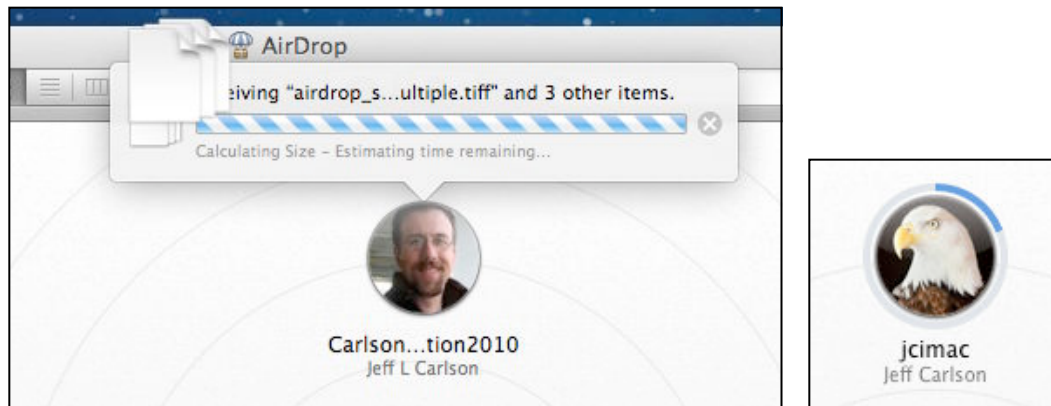 AirDrop
eiving “airdrop_s...ultiple.tiff” and 3 other items.
Calculating Size – Estimating time remaining...
Carlson...tion2010
Jeff L Carlson
jcimac
Jeff Carlson